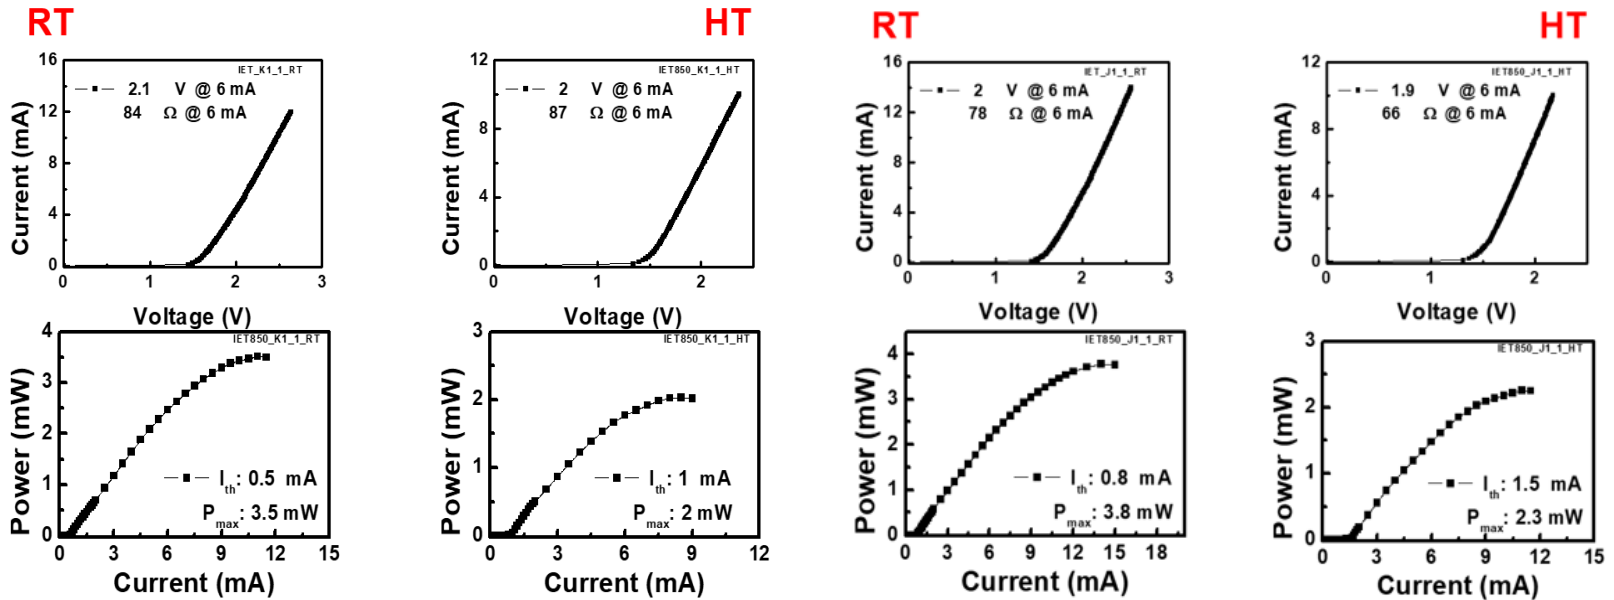 RT
HT
RT
HT
16
12
8
4
0
Current (mA)
IET_K1_1_RT
2.1 V @ 6 mA
84 Ω @ 6 mA
0 1 2 3
Voltage (V)
12
8
4
0
Current (mA)
IET850_K1_1_HT
2 V @ 6 mA
87 Ω @ 6 mA
0 1 2
Voltage (V)
16
12
8
4
0
Current (mA)
IET_J1_1_RT
2 V @ 6 mA
78 Ω @ 6 mA
0 1 2 3
Voltage (V)
12
8
4
0
Current (mA)
IET850_J1_1_HT
1.9 V @ 6 mA
66 Ω @ 6 mA
0 1 2
Voltage (V)
4
3
2
1
0
Power (mW)
IET850_K1_1_RT
Ith: 0.5 mA
Pmax: 3.5 mW
0 3 6 9 12 15
Current (mA)
3
2
1
0
Power (mW)
IET850_K1_1_HT
Ith: 1 mA
Pmax: 2 mW
0 3 6 9 12
Current (mA)
4
3
2
1
0
Power (mW)
IET850_J1_1_RT
Ith: 0.8 mA
Pmax: 3.8 mW
0 3 6 9 12 15 18
Current (mA)
3
2
1
0
Power (mW)
IET850_J1_1_HT
Ith: 1.5 mA
Pmax: 2.3 mW
0 3 6 9 12 15
Current (mA)